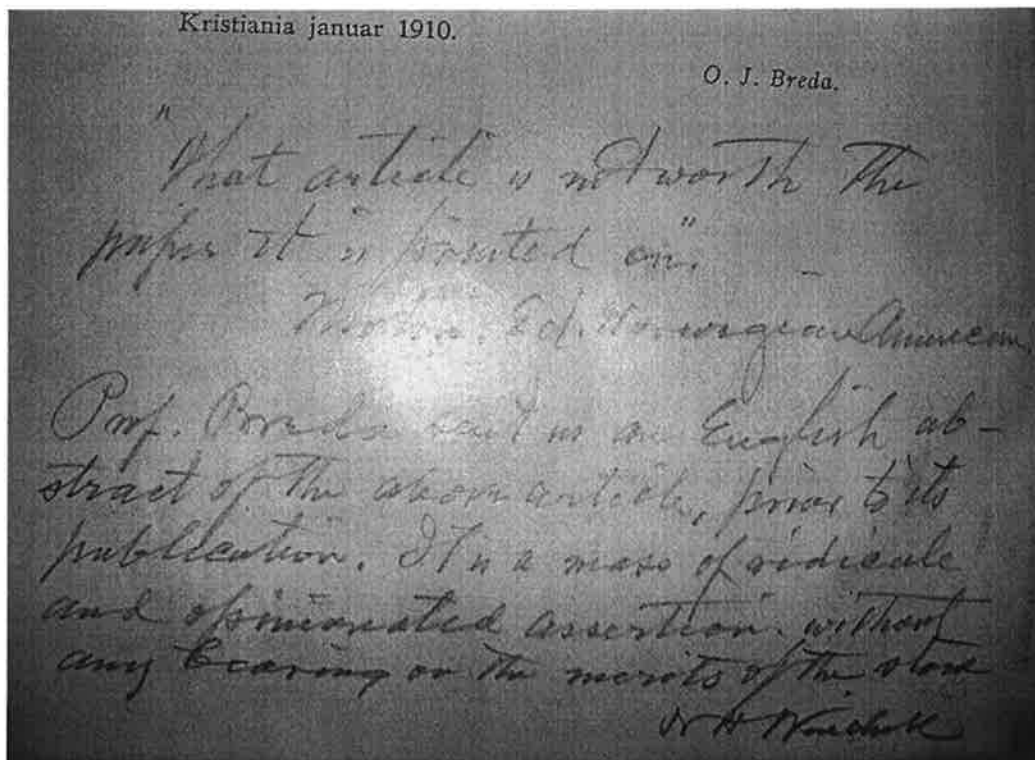 Kristiania januar 1910.
O. J. Breda.
"That article is not worth the
paper it is printed on."
Ed. Norwegian American
Prof. Breda sent us an English ab-
stract of the above article, prior to its
publication. It is a mass of ridicule
and opinionated assertion. without
any bearing on the merits of the stone
N H Winchell